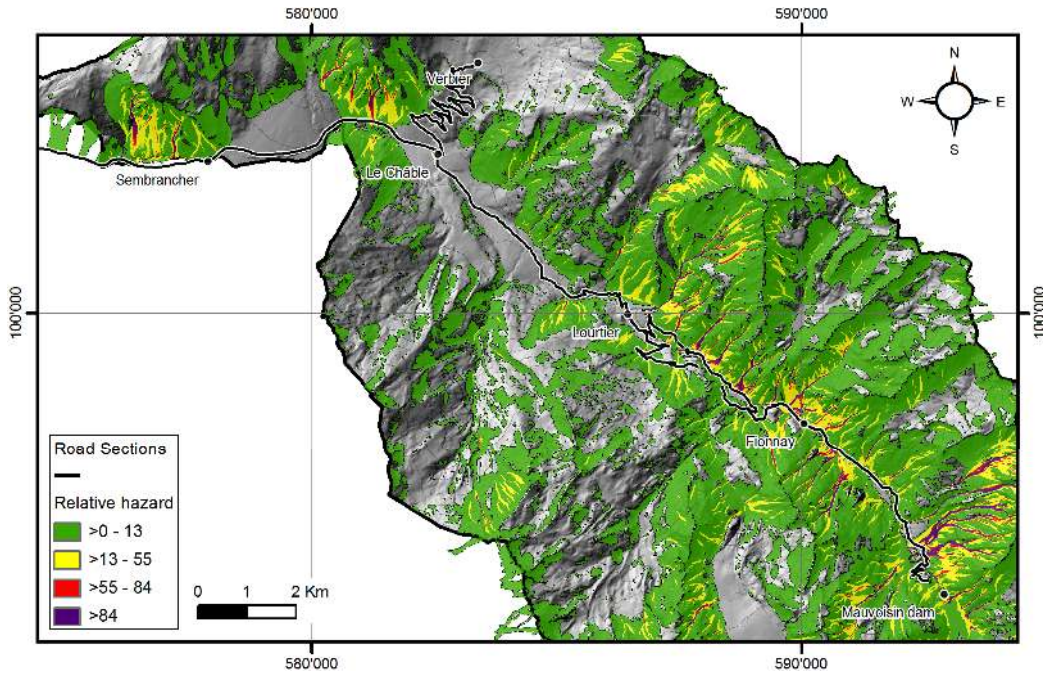 580'000
590'000
N
W
E
S
Verbier
Le Châble
Sembrancher
100'000
100'000
Lourtier
Fionnay
Mauvoisin dam
Road Sections
Relative hazard
>0 - 13
>13 - 55
>55 - 84
>84
0 1 2 Km
580'000
590'000